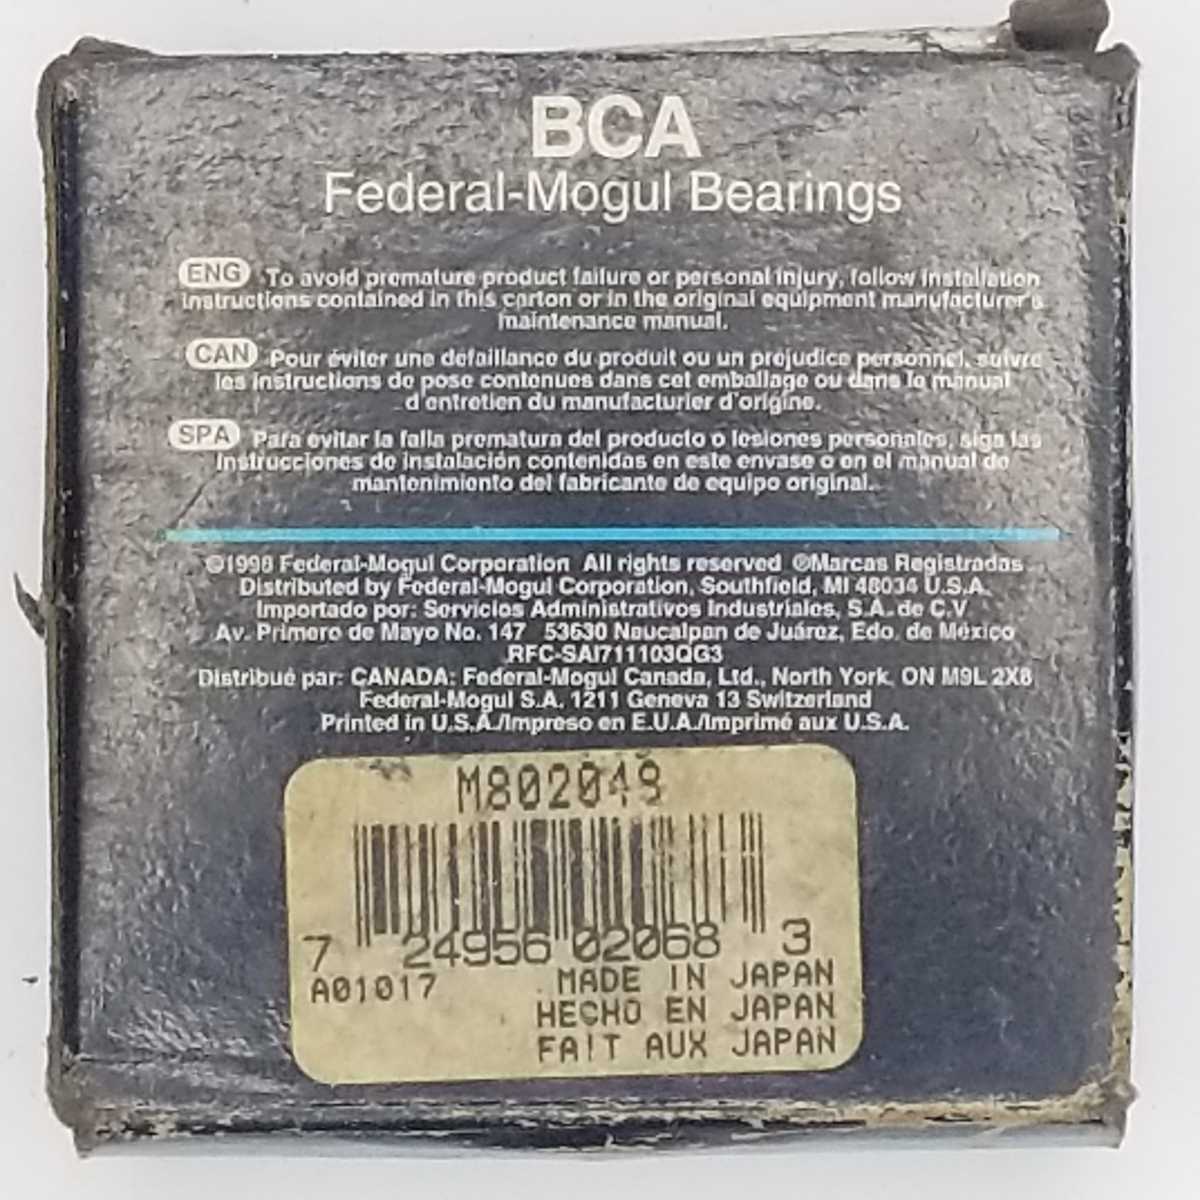 BCA
Federal-Mogul Bearings
ENG To avoid premature product failure or personal injury, follow installation
instructions contained in this carton or in the original equipment manufacturer's
maintenance manual.
CAN Pour éviter une défaillance du produit ou un préjudice personnel, suivre
les instructions de pose contenues dans cet emballage ou dans le manuel
d'entretien du manufacturier d'origine.
SPA Para evitar la falla prematura del producto o lesiones personales, siga las
instrucciones de instalación contenidas en este envase o en el manual de
mantenimiento del fabricante de equipo original.
©1998 Federal-Mogul Corporation All rights reserved ®Marcas Registradas
Distributed by Federal-Mogul Corporation, Southfield, MI 48034 U.S.A.
Importado por: Servicios Administrativos Industriales, S.A. de C.V
Av. Primero de Mayo No. 147 53630 Naucalpan de Juárez, Edo. de México
RFC-SAI711103QG3
Distribué par: CANADA: Federal-Mogul Canada, Ltd., North York, ON M9L 2X8
Federal-Mogul S.A. 1211 Geneva 13 Switzerland
Printed in U.S.A./Impreso en E.U.A./Imprimé aux U.S.A.
M802048
7 24956 02068 3
A01017 MADE IN JAPAN
HECHO EN JAPAN
FAIT AUX JAPAN